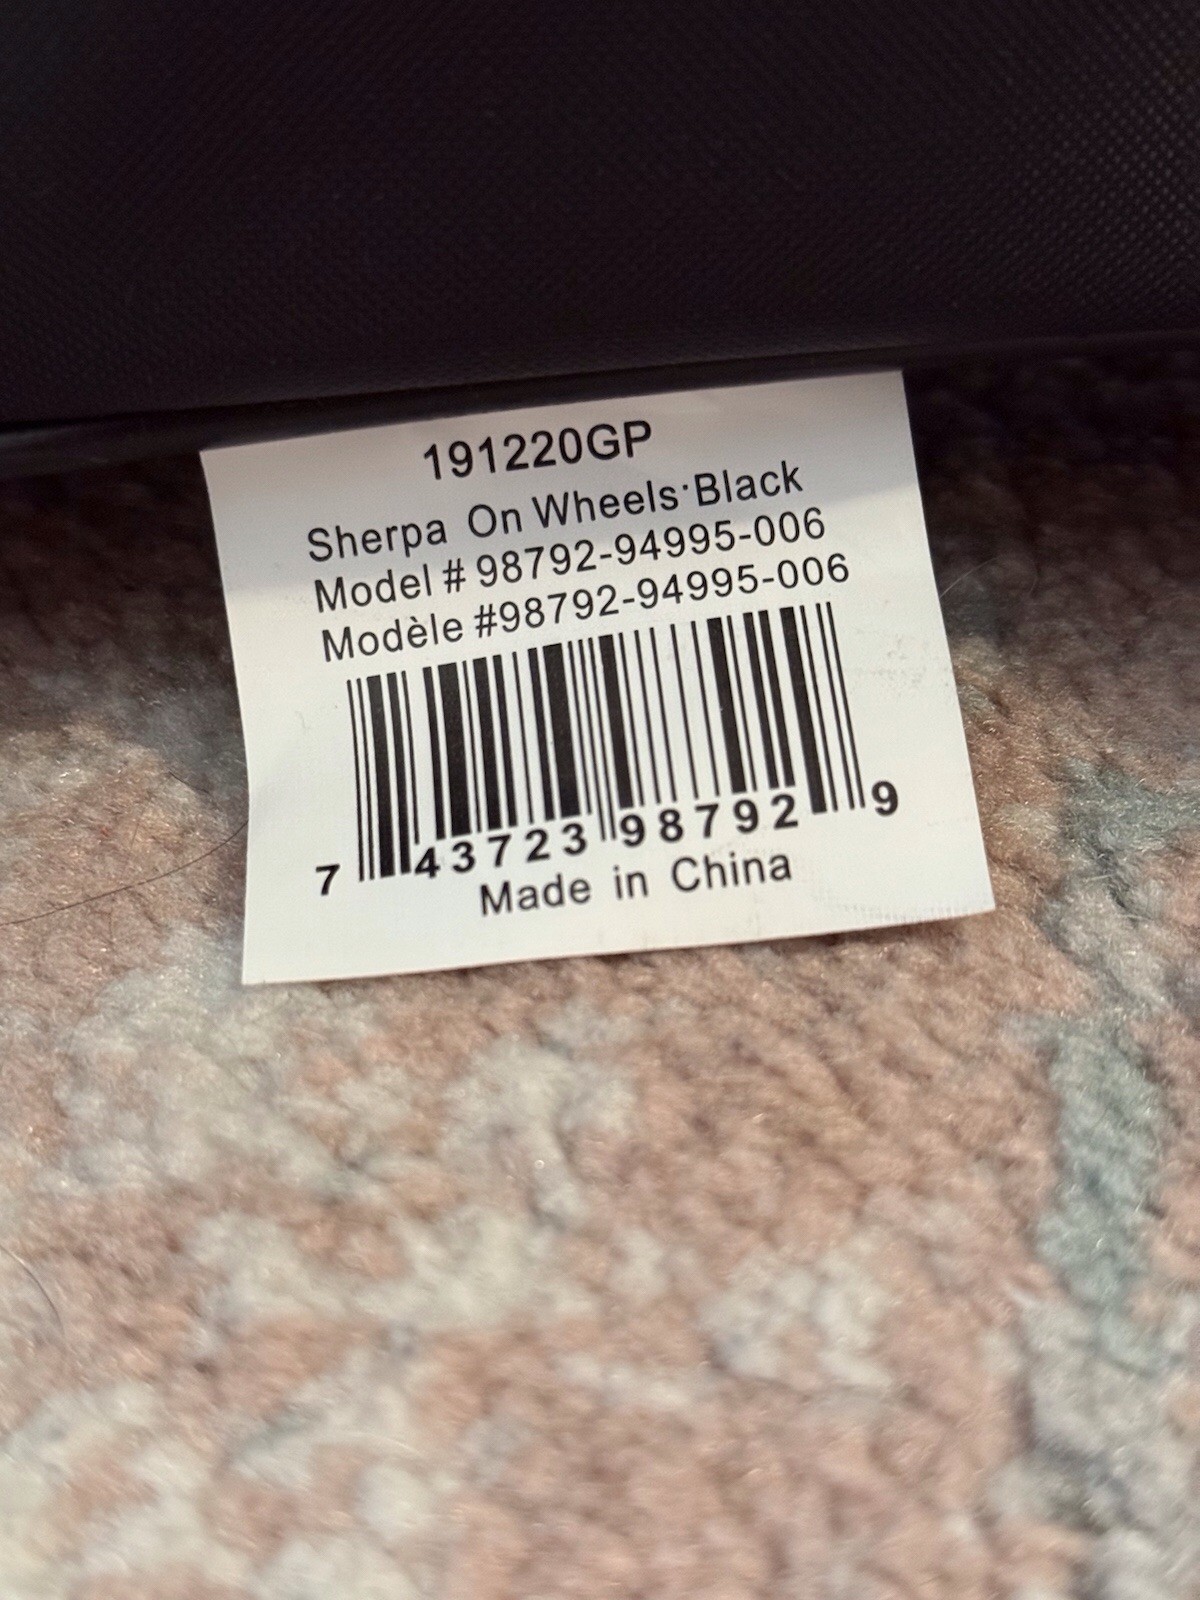 191220GP
Sherpa On Wheels·Black
Model # 98792-94995-006
Modèle #98792-94995-006
7 43723 98792 9
Made in China